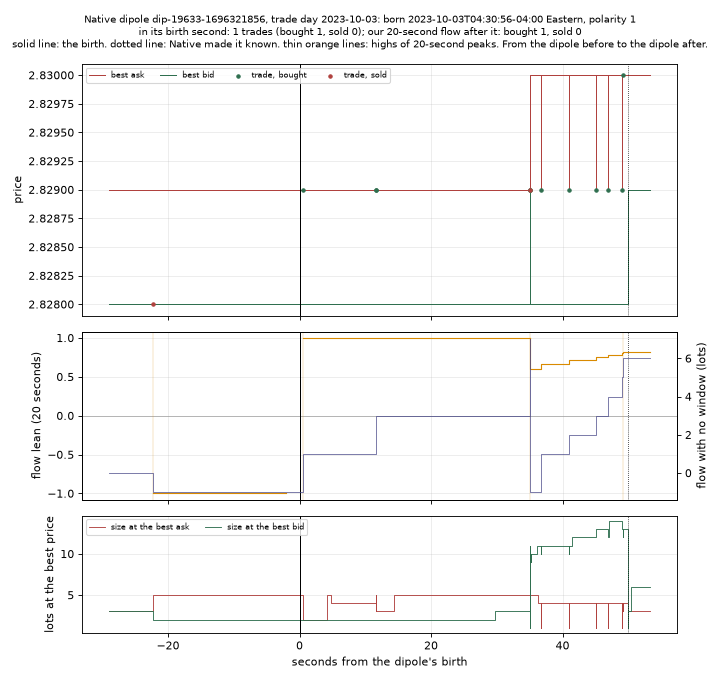 Native dipole dip-19633-1696321856, trade day 2023-10-03: born 2023-10-03T04:30:56-04:00 Eastern, polarity 1
in its birth second: 1 trades (bought 1, sold 0); our 20-second flow after it: bought 1, sold 0
solid line: the birth. dotted line: Native made it known. thin orange lines: highs of 20-second peaks. From the dipole before to the dipole after.
best ask
best bid
trade, bought
trade, sold
2.83000
2.82975
2.82950
2.82925
2.82900
2.82875
2.82850
2.82825
2.82800
price
1.0
0.5
0.0
−0.5
−1.0
flow lean (20 seconds)
6
4
2
0
flow with no window (lots)
size at the best ask
size at the best bid
10
5
lots at the best price
−20
0
20
40
seconds from the dipole's birth